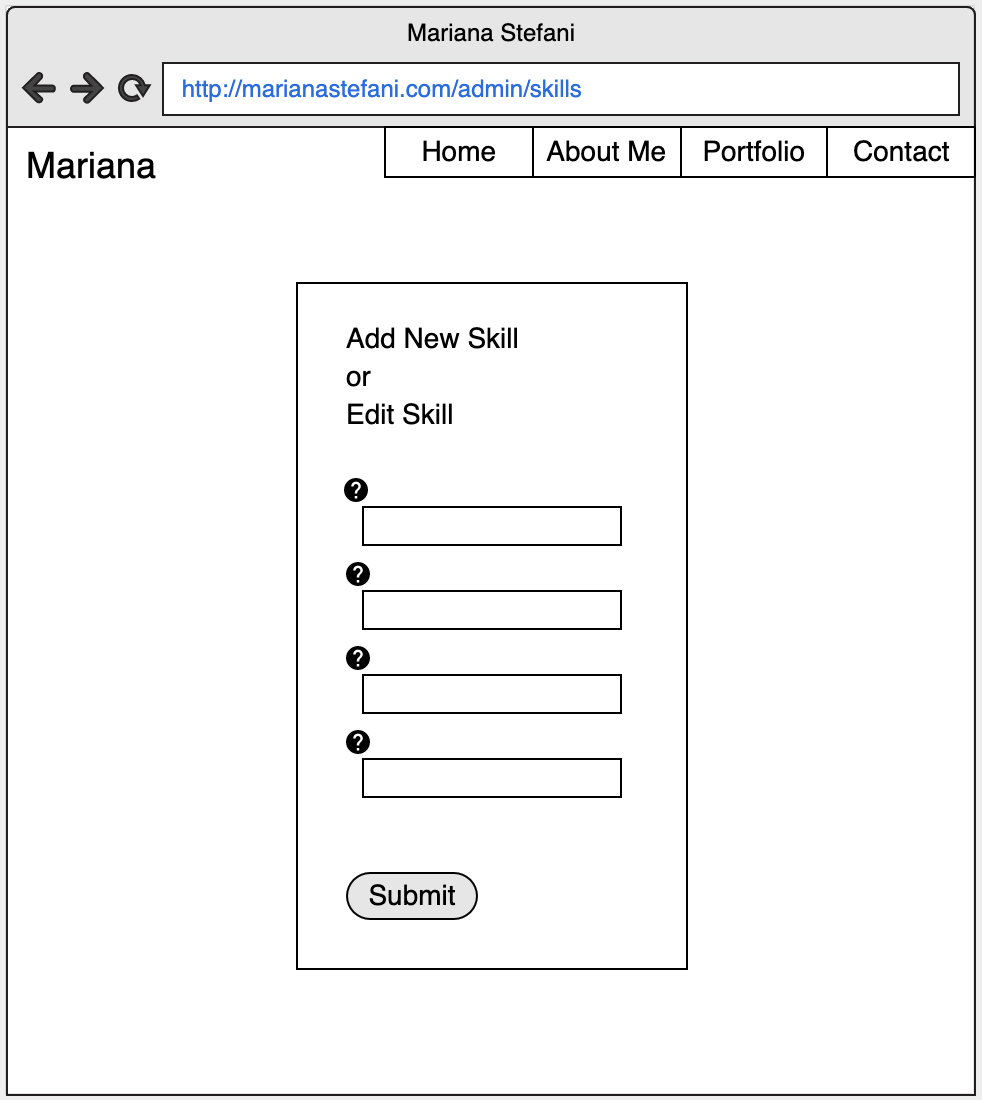 Mariana Stefani
http://marianastefani.com/admin/skills
Mariana
Home
About Me
Portfolio
Contact
Add New Skill
or
Edit Skill
?
?
?
?
Submit